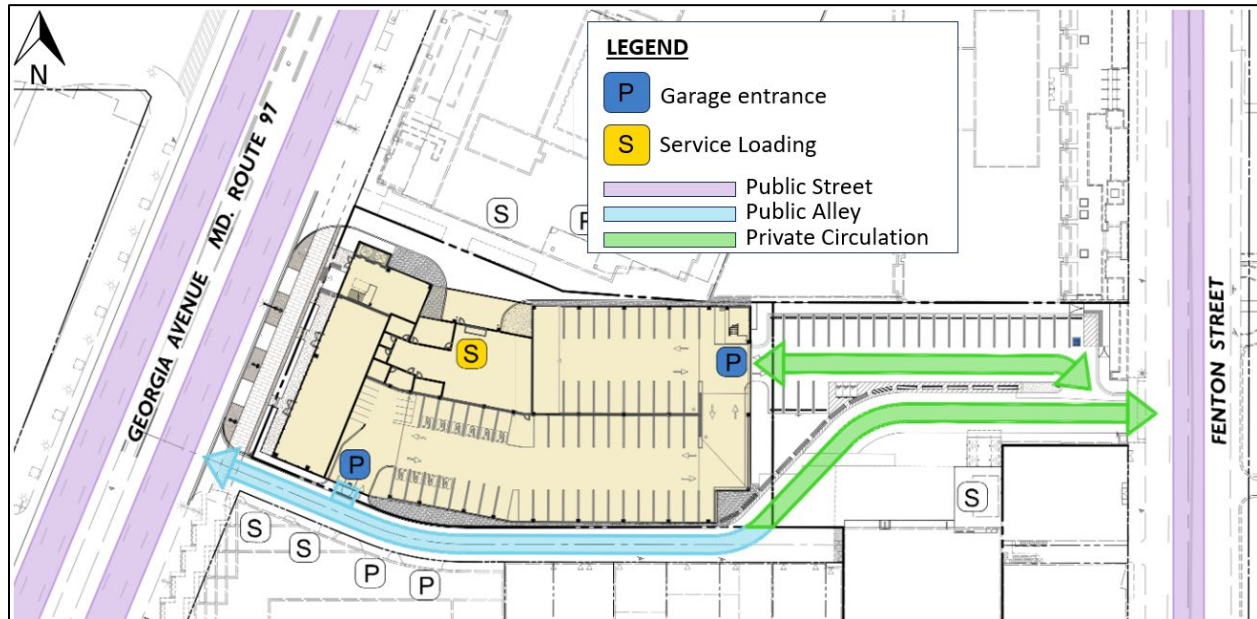 N
GEORGIA AVENUE MD. ROUTE 97
LEGEND
P Garage entrance
S Service Loading
Public Street
Public Alley
Private Circulation
S
S
P
P
S
S
P
P
S
FENTON STREET